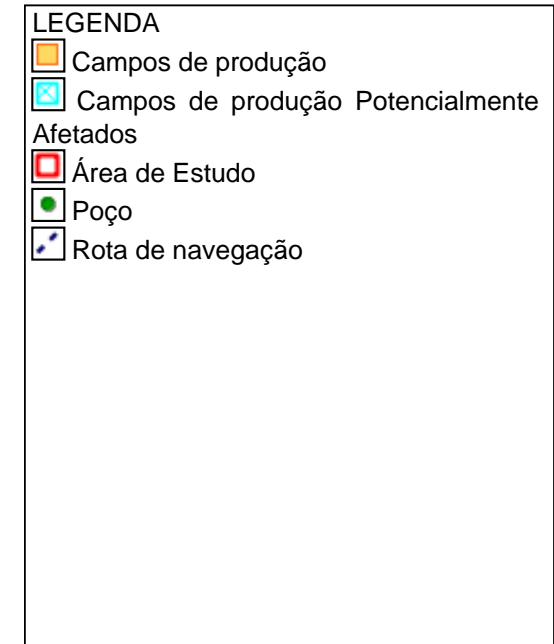 LEGENDA
Campos de produção
Campos de produção Potencialmente
Afetados
Área de Estudo
Poço
Rota de navegação